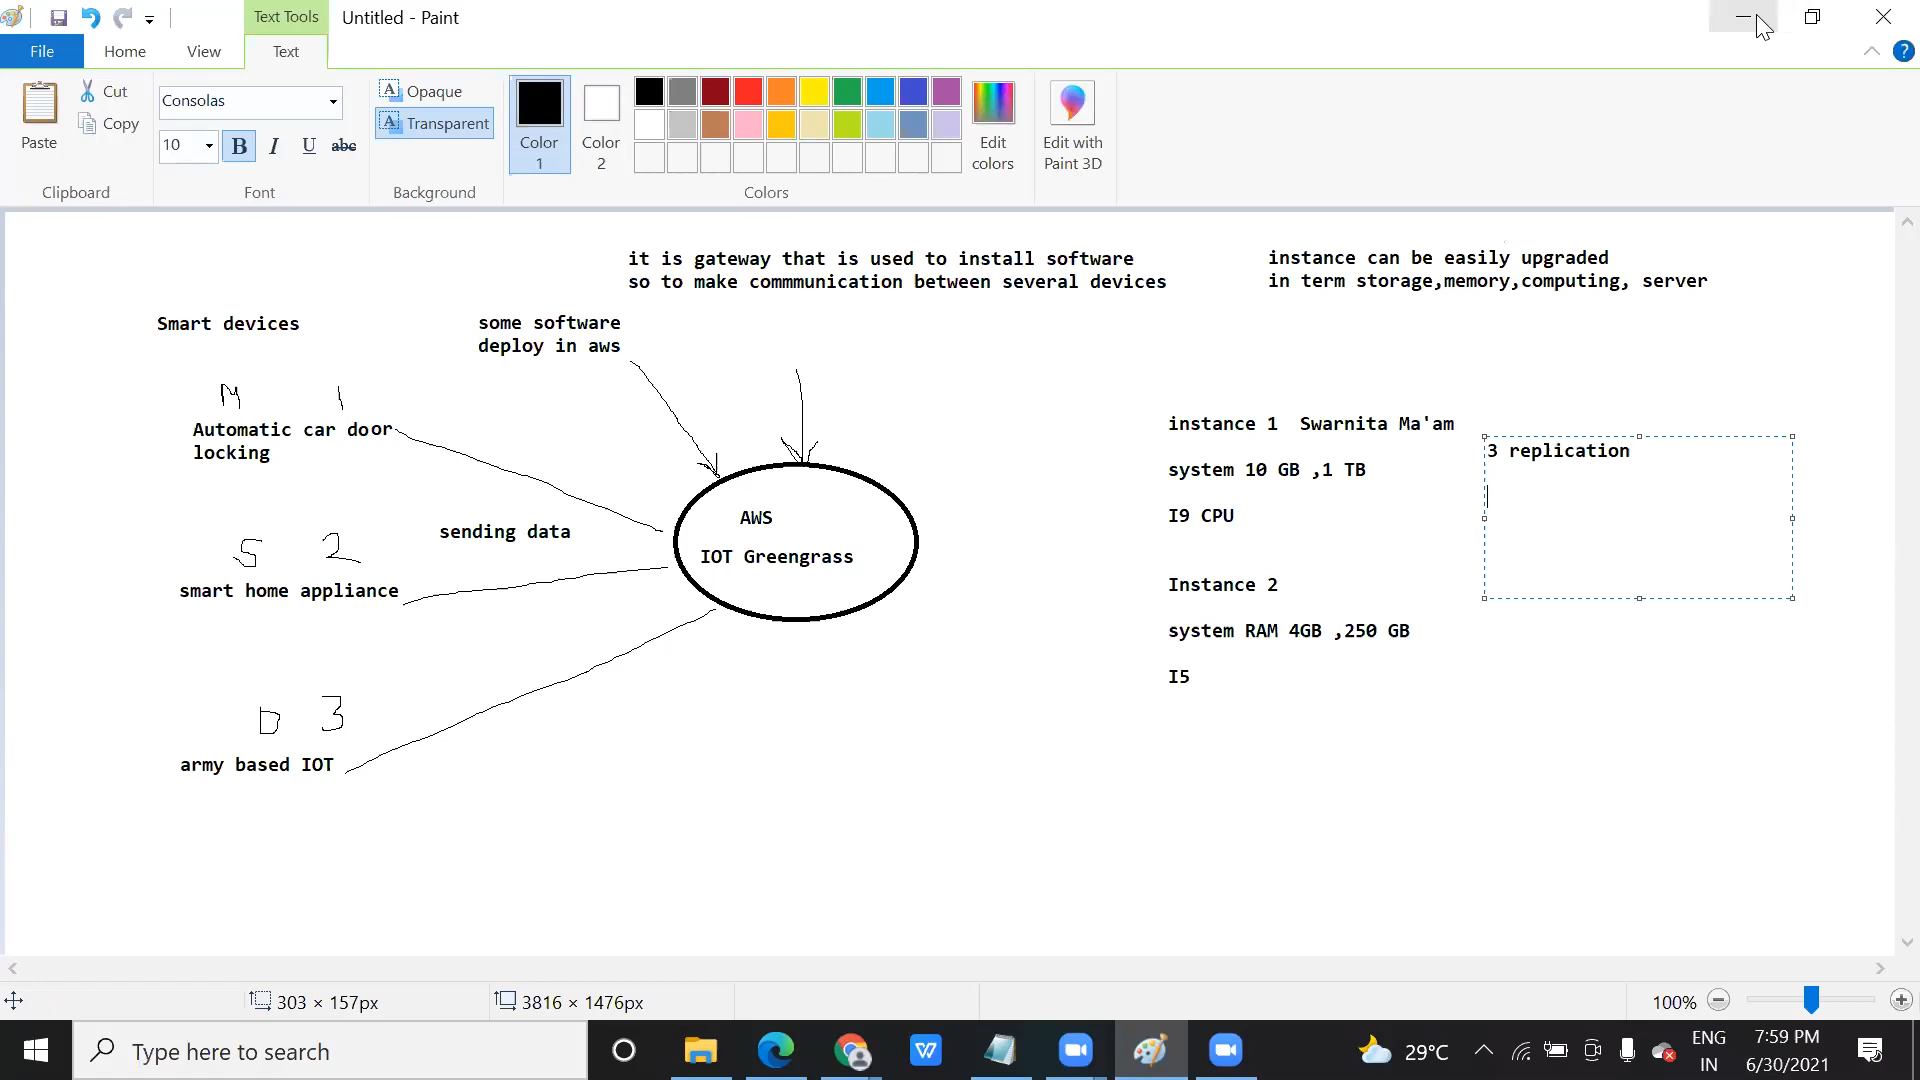 Text Tools
Untitled - Paint
File
Home
View
Text
Paste
Cut
Copy
Clipboard
Consolas
10
B I U abc
Font
A Opaque
A Transparent
Background
Color 1
Color 2
Edit colors
Colors
Edit with Paint 3D
it is gateway that is used to install software
so to make commmunication between several devices
instance can be easily upgraded
in term storage,memory,computing, server
Smart devices
some software
deploy in aws
M 1
Automatic car door
locking
sending data
S 2
smart home appliance
D 3
army based IOT
AWS
IOT Greengrass
instance 1 Swarnita Ma'am
system 10 GB ,1 TB
I9 CPU
3 replication
Instance 2
system RAM 4GB ,250 GB
I5
303 × 157px
3816 × 1476px
100%
Type here to search
29°C
ENG
IN
7:59 PM
6/30/2021